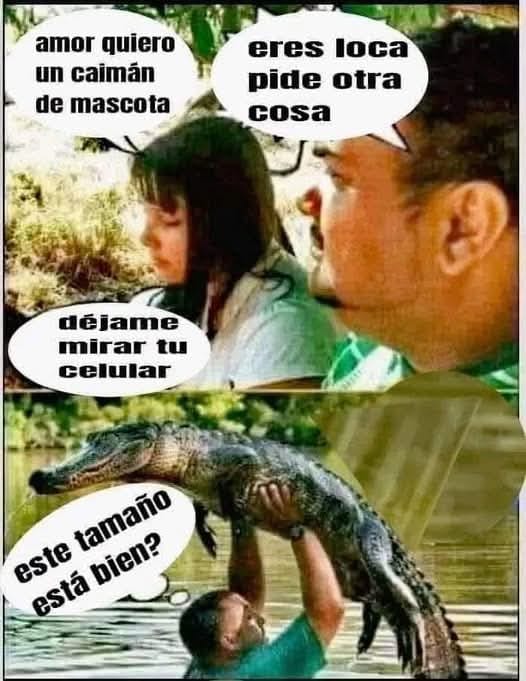 amor quiero
un caimán
de mascota
eres loca
pide otra
cosa
déjame
mirar tu
celular
este tamaño
está bien?